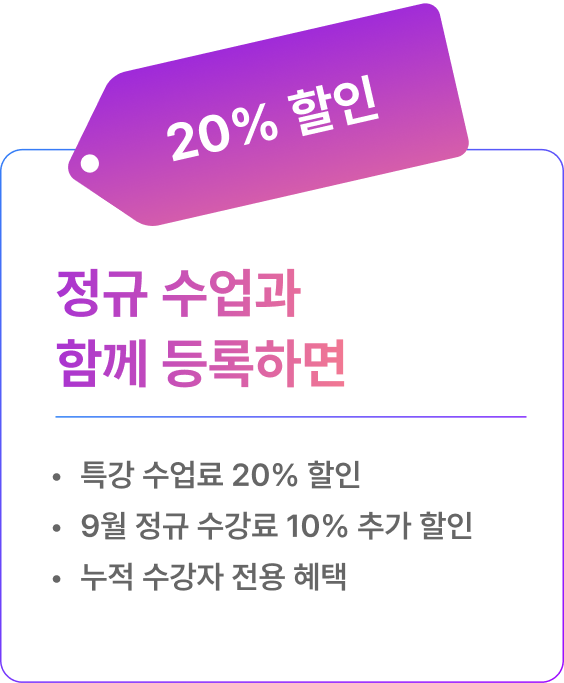 20% 할인
정규 수업과
함께 등록하면
• 특강 수업료 20% 할인
• 9월 정규 수강료 10% 추가 할인
• 누적 수강자 전용 혜택